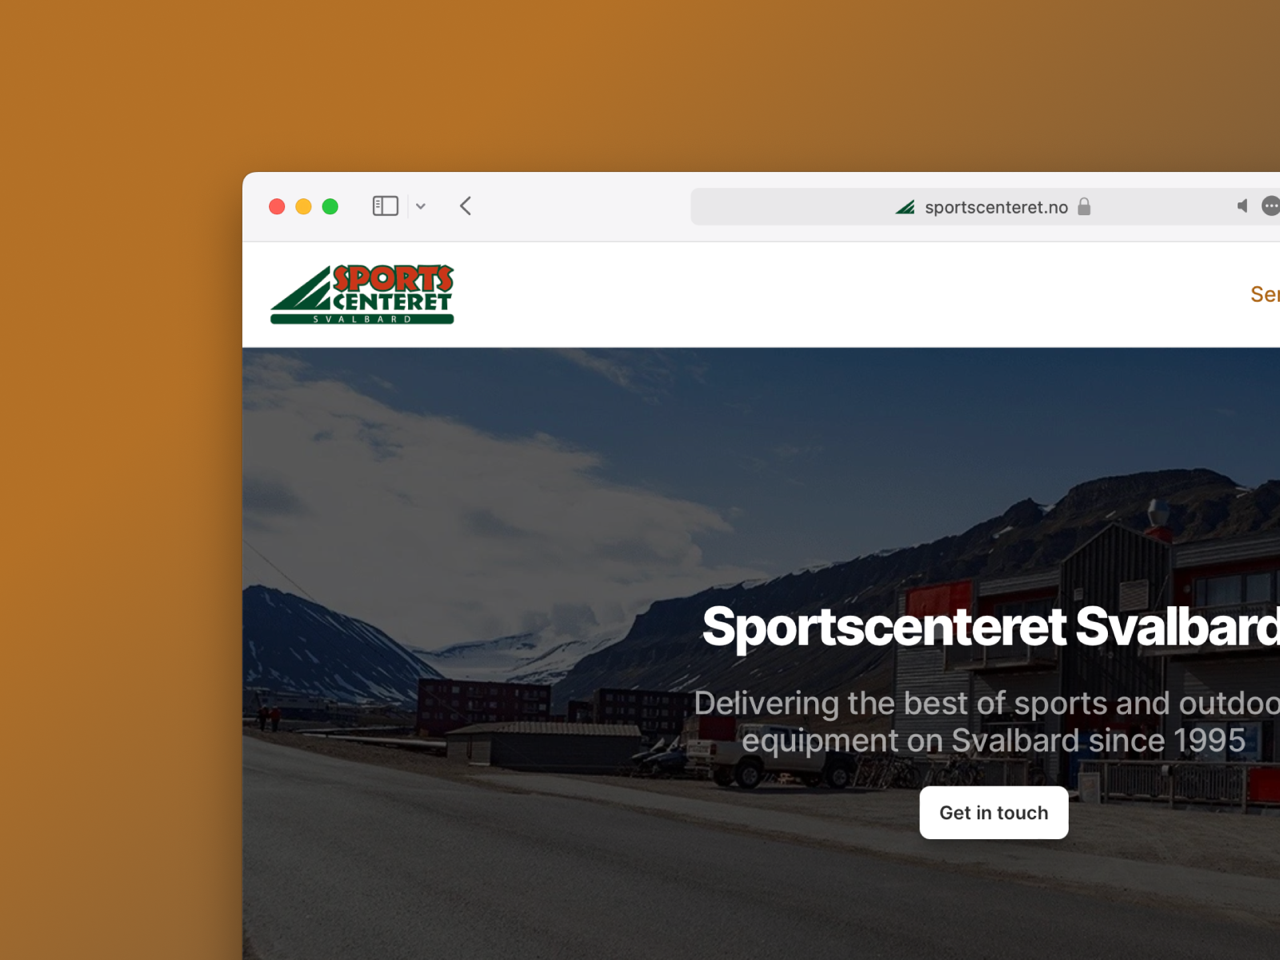 sportscenteret.no
SPORTS
CENTERET
SVALBARD
Ser
Sportscenteret Svalbard
Delivering the best of sports and outdoo
equipment on Svalbard since 1995
Get in touch